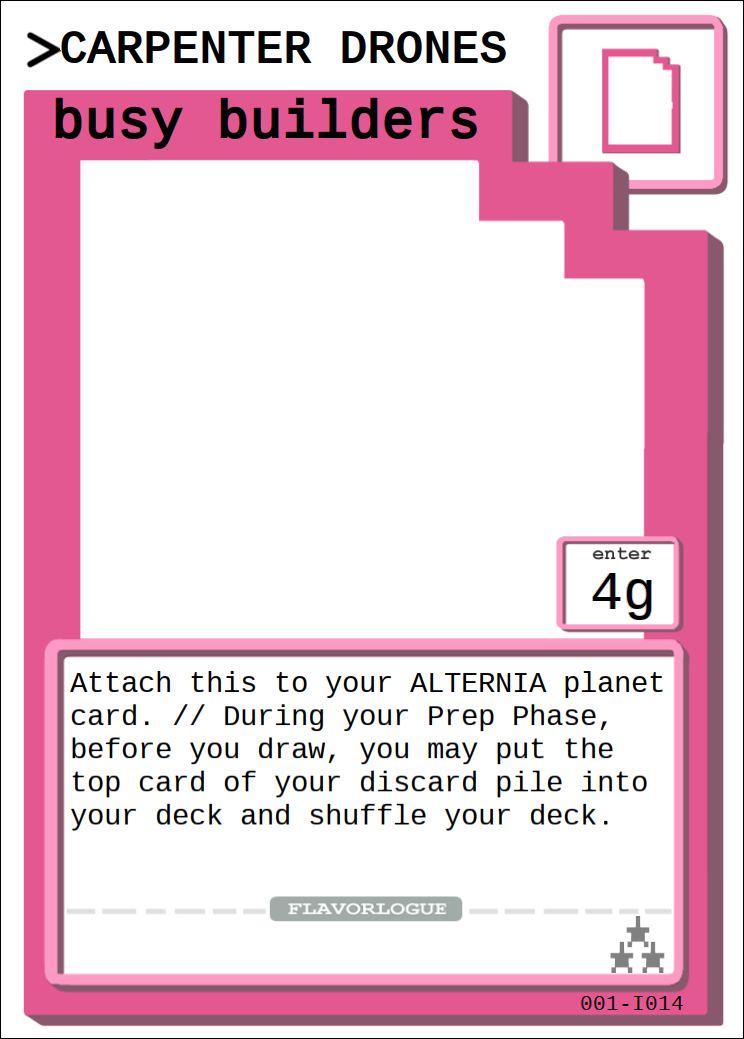 >CARPENTER DRONES
busy builders
enter
4g
Attach this to your ALTERNIA planet
card. // During your Prep Phase,
before you draw, you may put the
top card of your discard pile into
your deck and shuffle your deck.
FLAVORLOGUE
001-I014